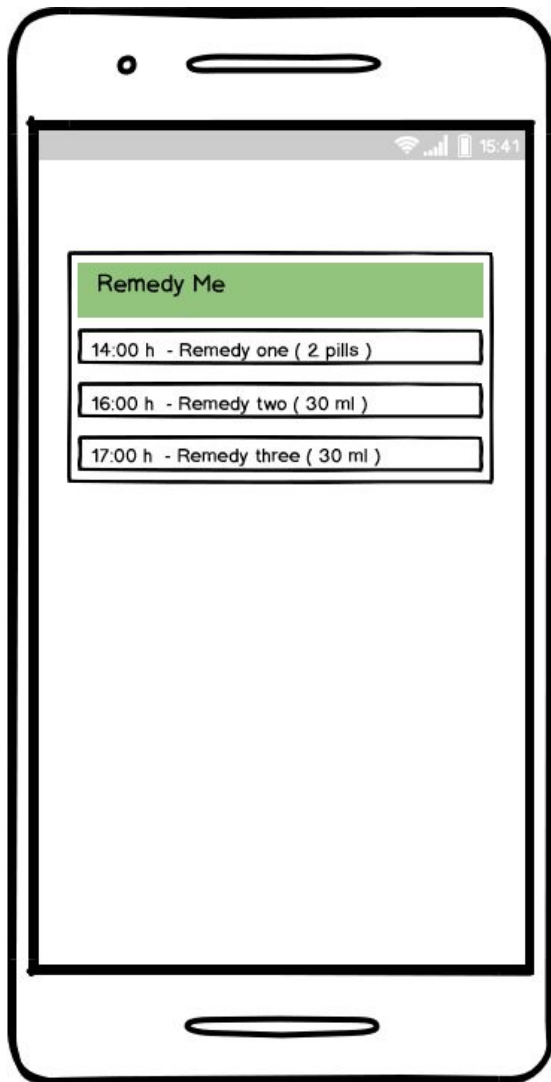 15:41
Remedy Me
14:00 h - Remedy one ( 2 pills )
16:00 h - Remedy two ( 30 ml )
17:00 h - Remedy three ( 30 ml )